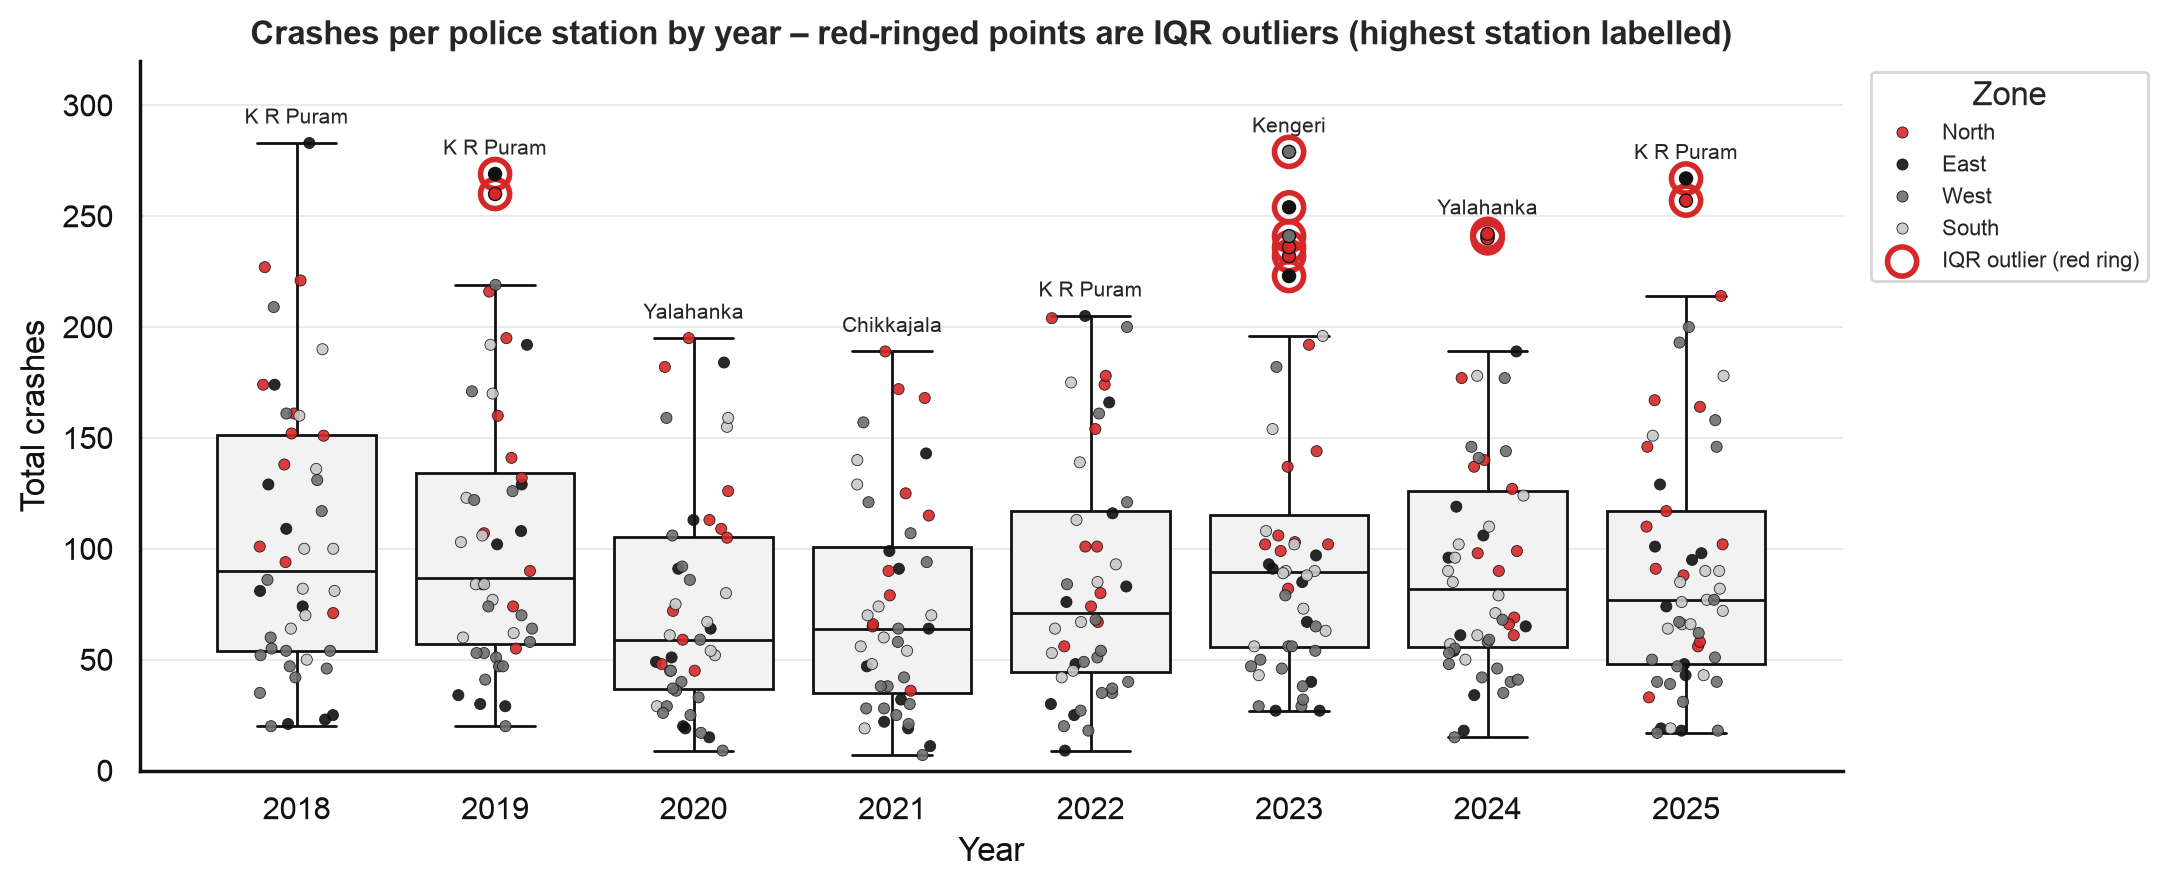 Crashes per police station by year – red-ringed points are IQR outliers (highest station labelled)
Total crashes
300
250
200
150
100
50
0
K R Puram
K R Puram
Yalahanka
Chikkajala
K R Puram
Kengeri
Yalahanka
K R Puram
2018
2019
2020
2021
2022
2023
2024
2025
Year
Zone
North
East
West
South
IQR outlier (red ring)